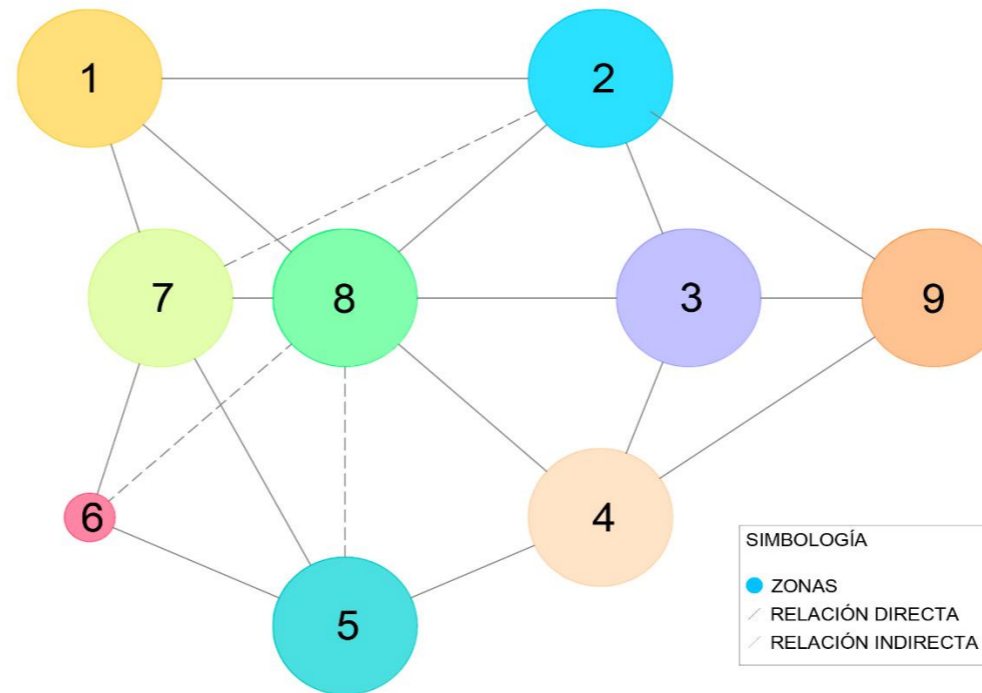 1
2
7
8
3
9
6
4
5
SIMBOLOGÍA
ZONAS
RELACIÓN DIRECTA
RELACIÓN INDIRECTA